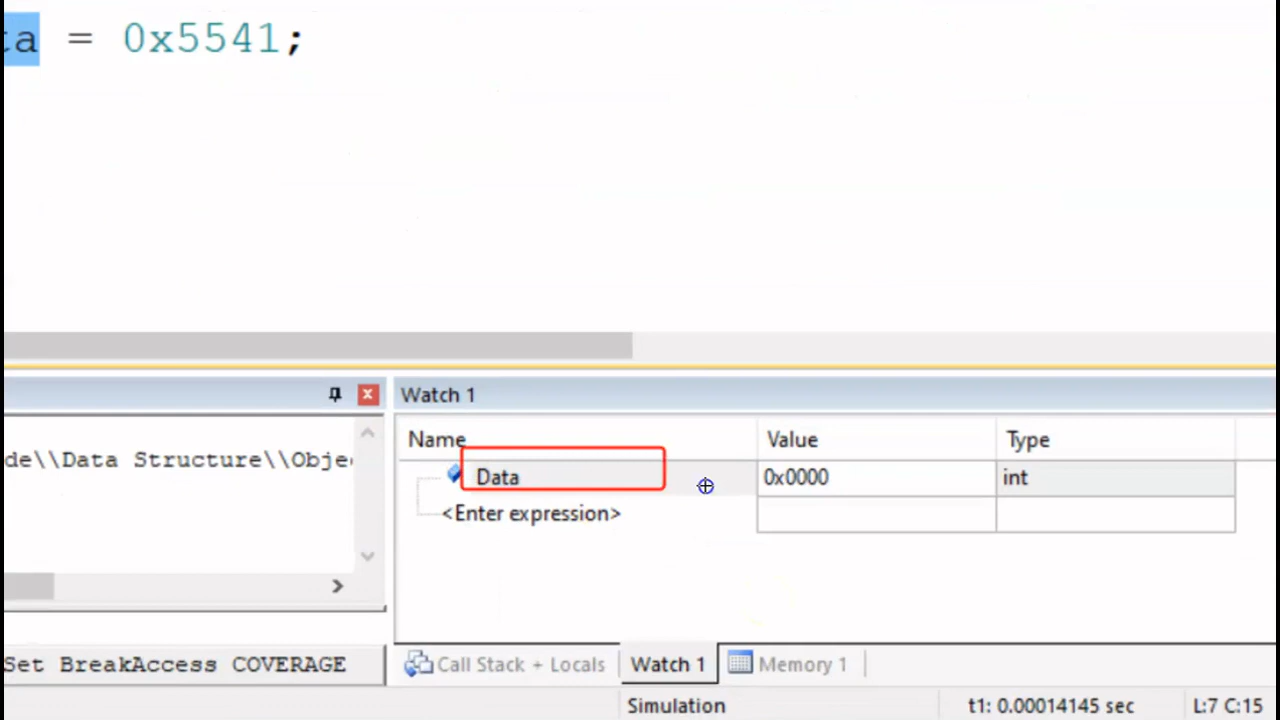 ta = 0x5541;
Watch 1
Name Value Type
de\\Data Structure\\Obje
Data 0x0000 int
<Enter expression>
Set BreakAccess COVERAGE
Call Stack + Locals Watch 1 Memory 1
Simulation t1: 0.00014145 sec L:7 C:15